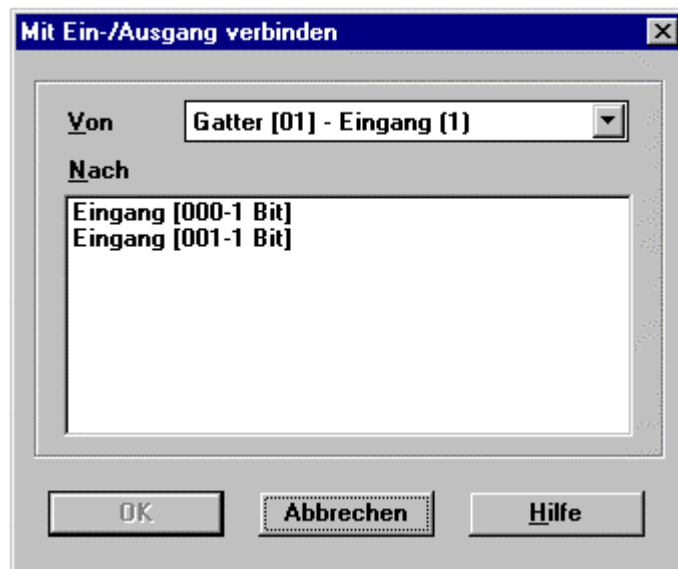 Mit Ein-/Ausgang verbinden
Von Gatter [01] - Eingang (1)
Nach
Eingang [000-1 Bit]
Eingang [001-1 Bit]
OK Abbrechen Hilfe